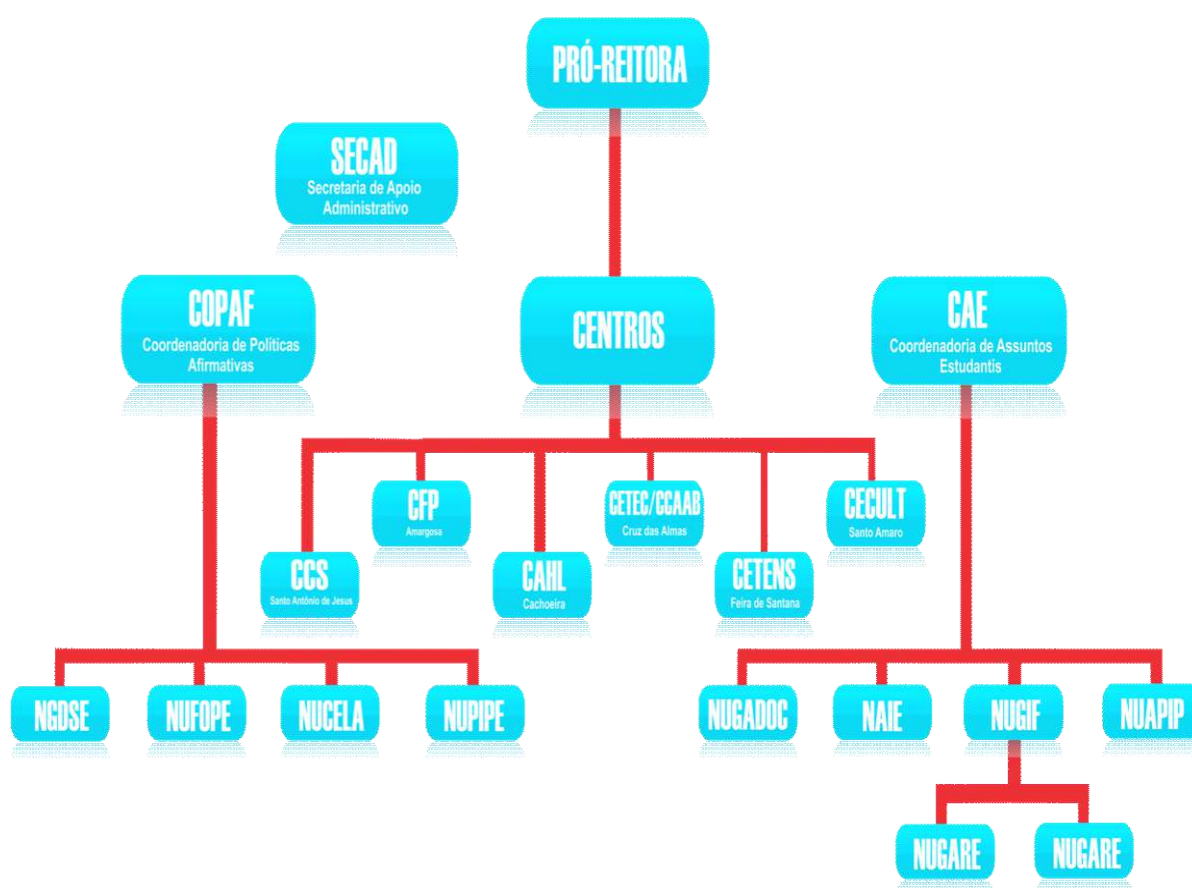 PRÓ-REITORA
SECAD
Secretaria de Apoio
Administrativo
COPAF
Coordenadoria de Políticas
Afirmativas
CENTROS
CAE
Coordenadoria de Assuntos
Estudantis
CFP
Amargosa
CETEC/CCAAB
Cruz das Almas
CECULT
Santo Amaro
CCS
Santo Antônio de Jesus
CAHL
Cachoeira
CETENS
Feira de Santana
NGDSE
NUFOPE
NUCELA
NUPIPE
NUGADOC
NAIE
NUGIF
NUAPIP
NUGARE
NUGARE